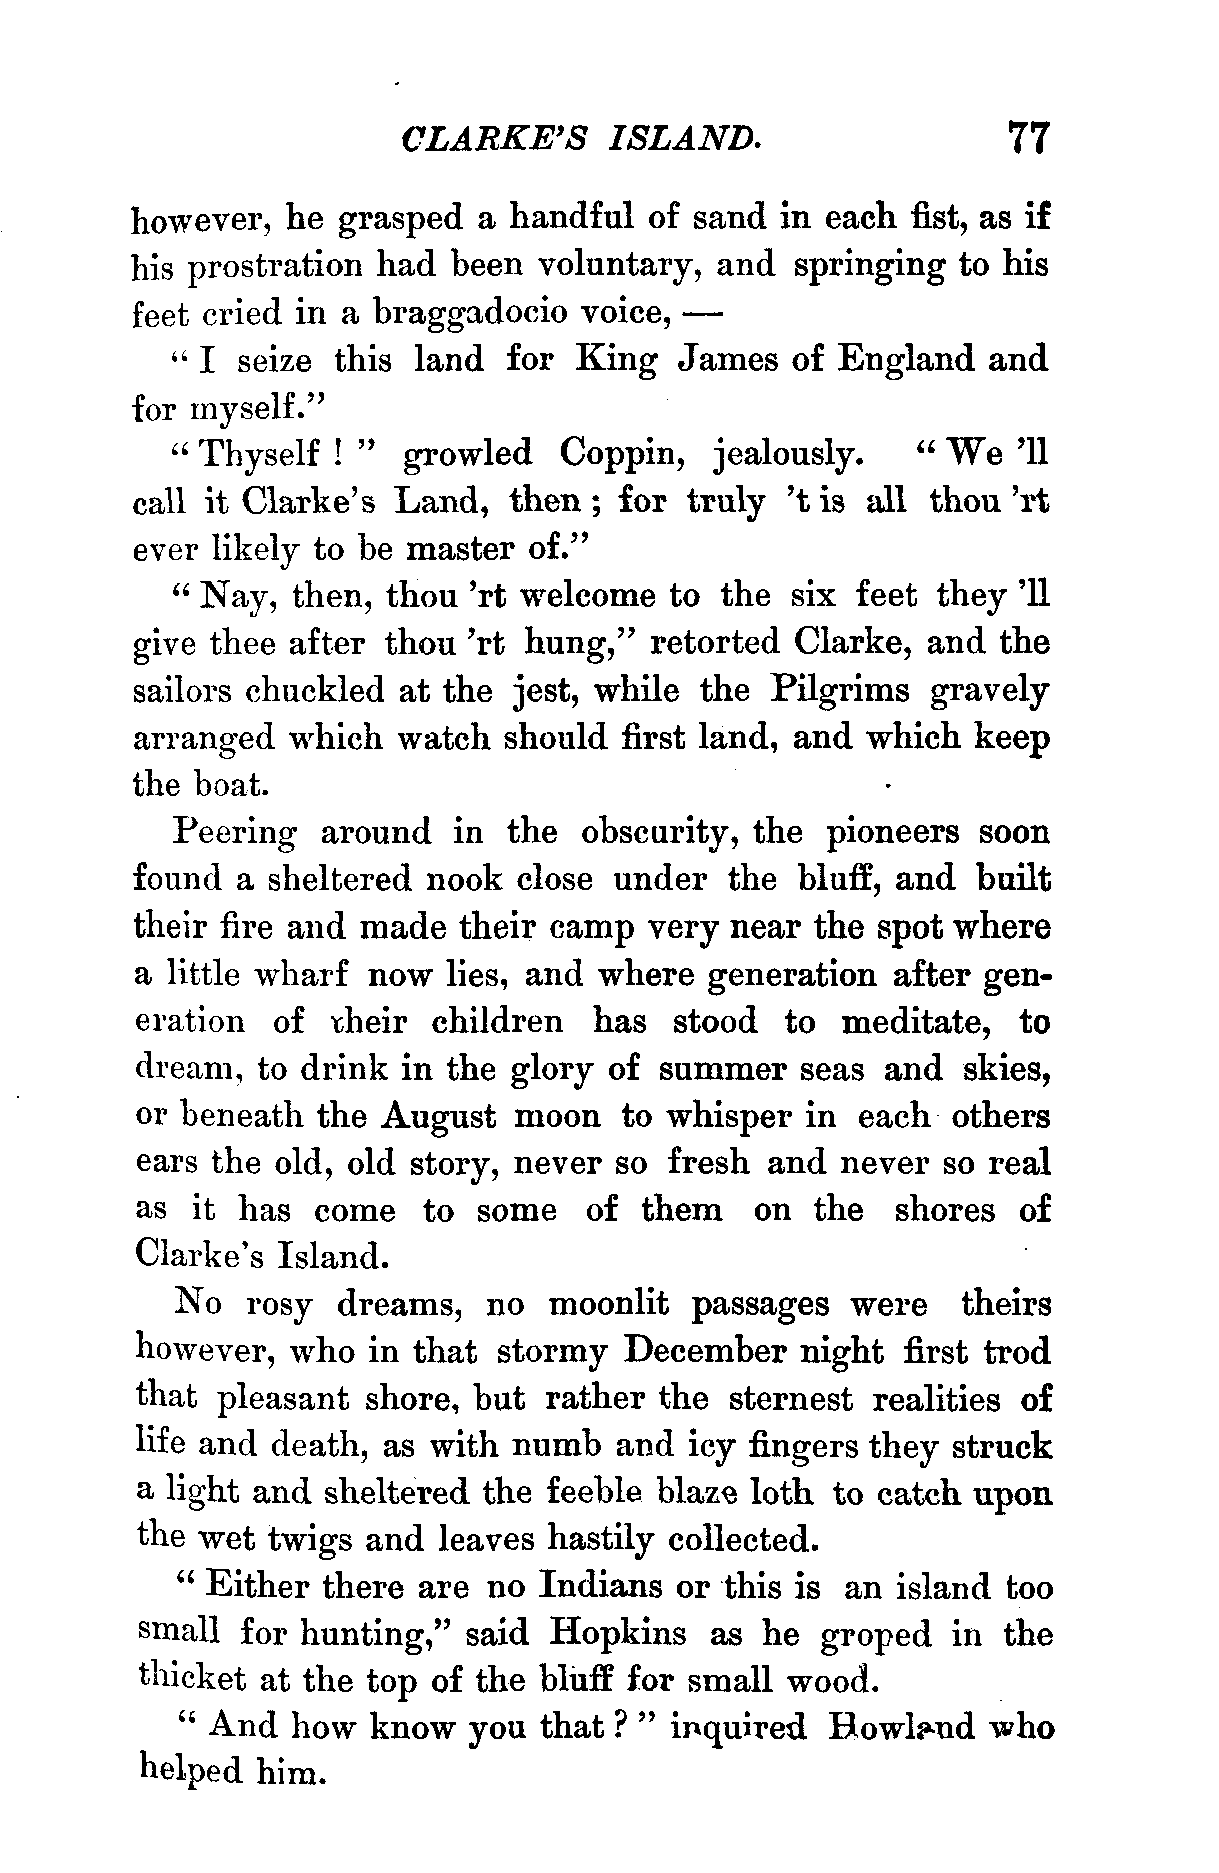 CLARKE'S ISLAND. 77
however, he grasped a handful of sand in each fist, as if
his prostration had been voluntary, and springing to his
feet cried in a braggadocio voice, —
“ I seize this land for King James of England and
for myself.”
“ Thyself ! ” growled Coppin, jealously. “ We ’ll
call it Clarke’s Land, then ; for truly ’t is all thou ’rt
ever likely to be master of.”
“ Nay, then, thou ’rt welcome to the six feet they ’ll
give thee after thou ’rt hung,” retorted Clarke, and the
sailors chuckled at the jest, while the Pilgrims gravely
arranged which watch should first land, and which keep
the boat.
Peering around in the obscurity, the pioneers soon
found a sheltered nook close under the bluff, and built
their fire and made their camp very near the spot where
a little wharf now lies, and where generation after gen-
eration of their children has stood to meditate, to
dream, to drink in the glory of summer seas and skies,
or beneath the August moon to whisper in each others
ears the old, old story, never so fresh and never so real
as it has come to some of them on the shores of
Clarke’s Island.
No rosy dreams, no moonlit passages were theirs
however, who in that stormy December night first trod
that pleasant shore, but rather the sternest realities of
life and death, as with numb and icy fingers they struck
a light and sheltered the feeble blaze loth to catch upon
the wet twigs and leaves hastily collected.
“ Either there are no Indians or this is an island too
small for hunting,” said Hopkins as he groped in the
thicket at the top of the bluff for small wood.
“ And how know you that ? ” inquired Howland who
helped him.